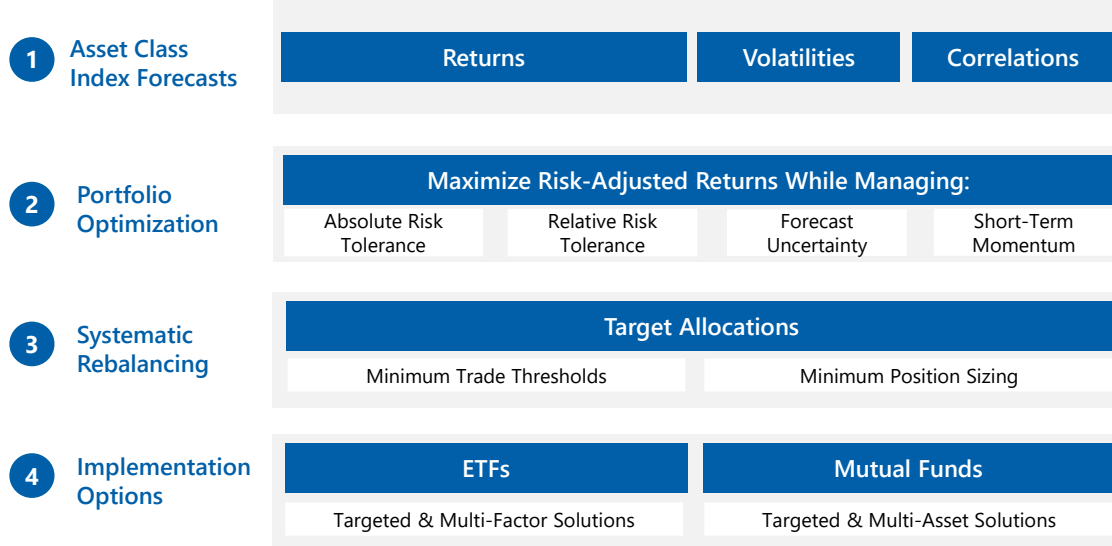 1
Asset Class
Index Forecasts
Returns
Volatilities
Correlations
2
Portfolio
Optimization
Maximize Risk-Adjusted Returns While Managing:
Absolute Risk
Tolerance
Relative Risk
Tolerance
Forecast
Uncertainty
Short-Term
Momentum
3
Systematic
Rebalancing
Target Allocations
Minimum Trade Thresholds
Minimum Position Sizing
4
Implementation
Options
ETFs
Mutual Funds
Targeted & Multi-Factor Solutions
Targeted & Multi-Asset Solutions